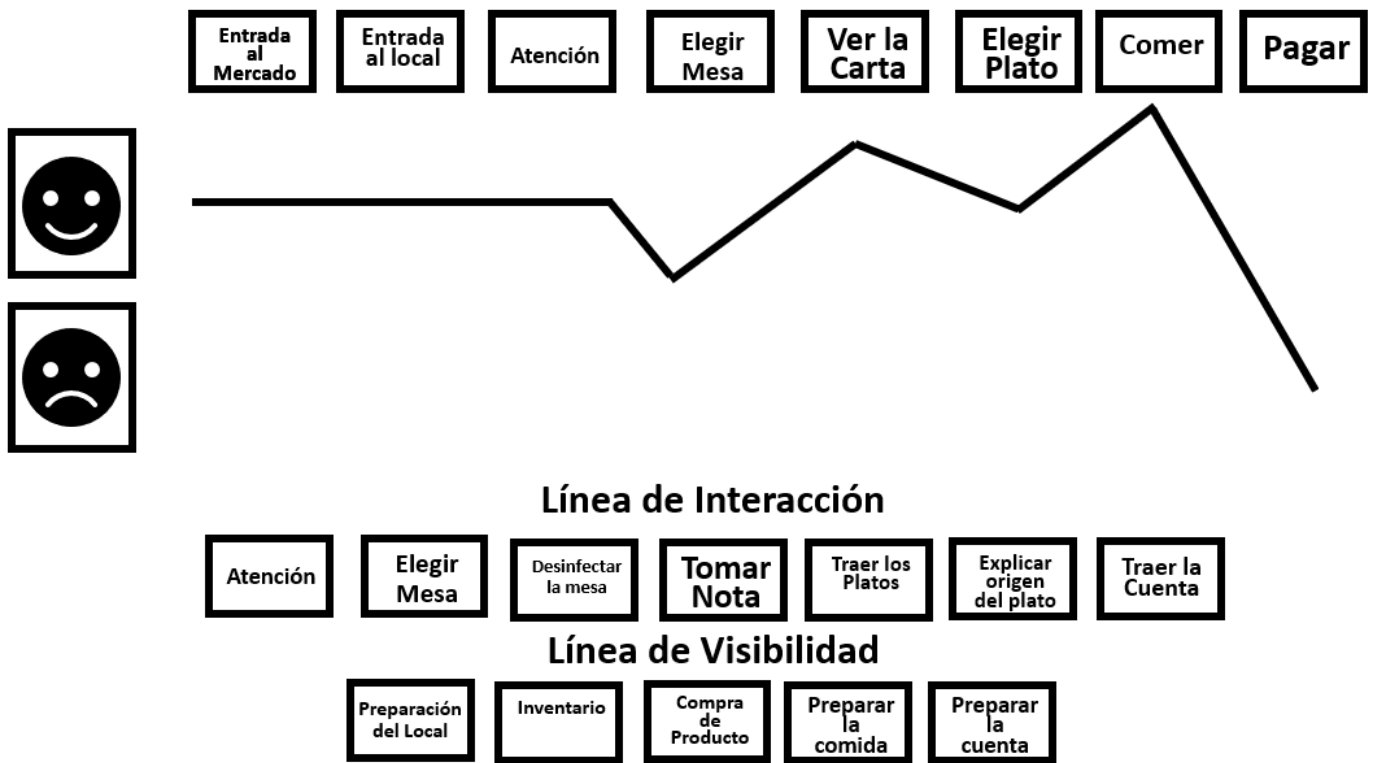 Entrada
al
Mercado
Entrada
al local
Atención
Elegir
Mesa
Ver la
Carta
Elegir
Plato
Comer
Pagar
Línea de Interacción
Atención
Elegir
Mesa
Desinfectar
la mesa
Tomar
Nota
Traer los
Platos
Explicar
origen
del plato
Traer la
Cuenta
Línea de Visibilidad
Preparación
del Local
Inventario
Compra
de
Producto
Preparar
la
comida
Preparar
la
cuenta